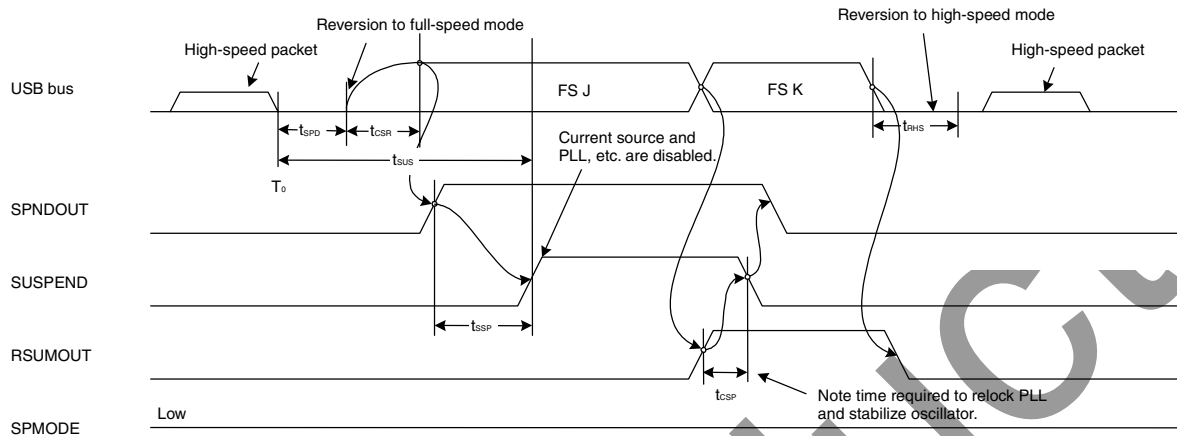 Reversion to full-speed mode
Reversion to high-speed mode
High-speed packet
High-speed packet
USB bus
FS J
FS K
tSPD
tCSR
tRHS
tSUS
Current source and
PLL, etc. are disabled.
T0
SPNDOUT
SUSPEND
tSSP
RSUMOUT
tCSP
Note time required to relock PLL
and stabilize oscillator.
Low
SPMODE